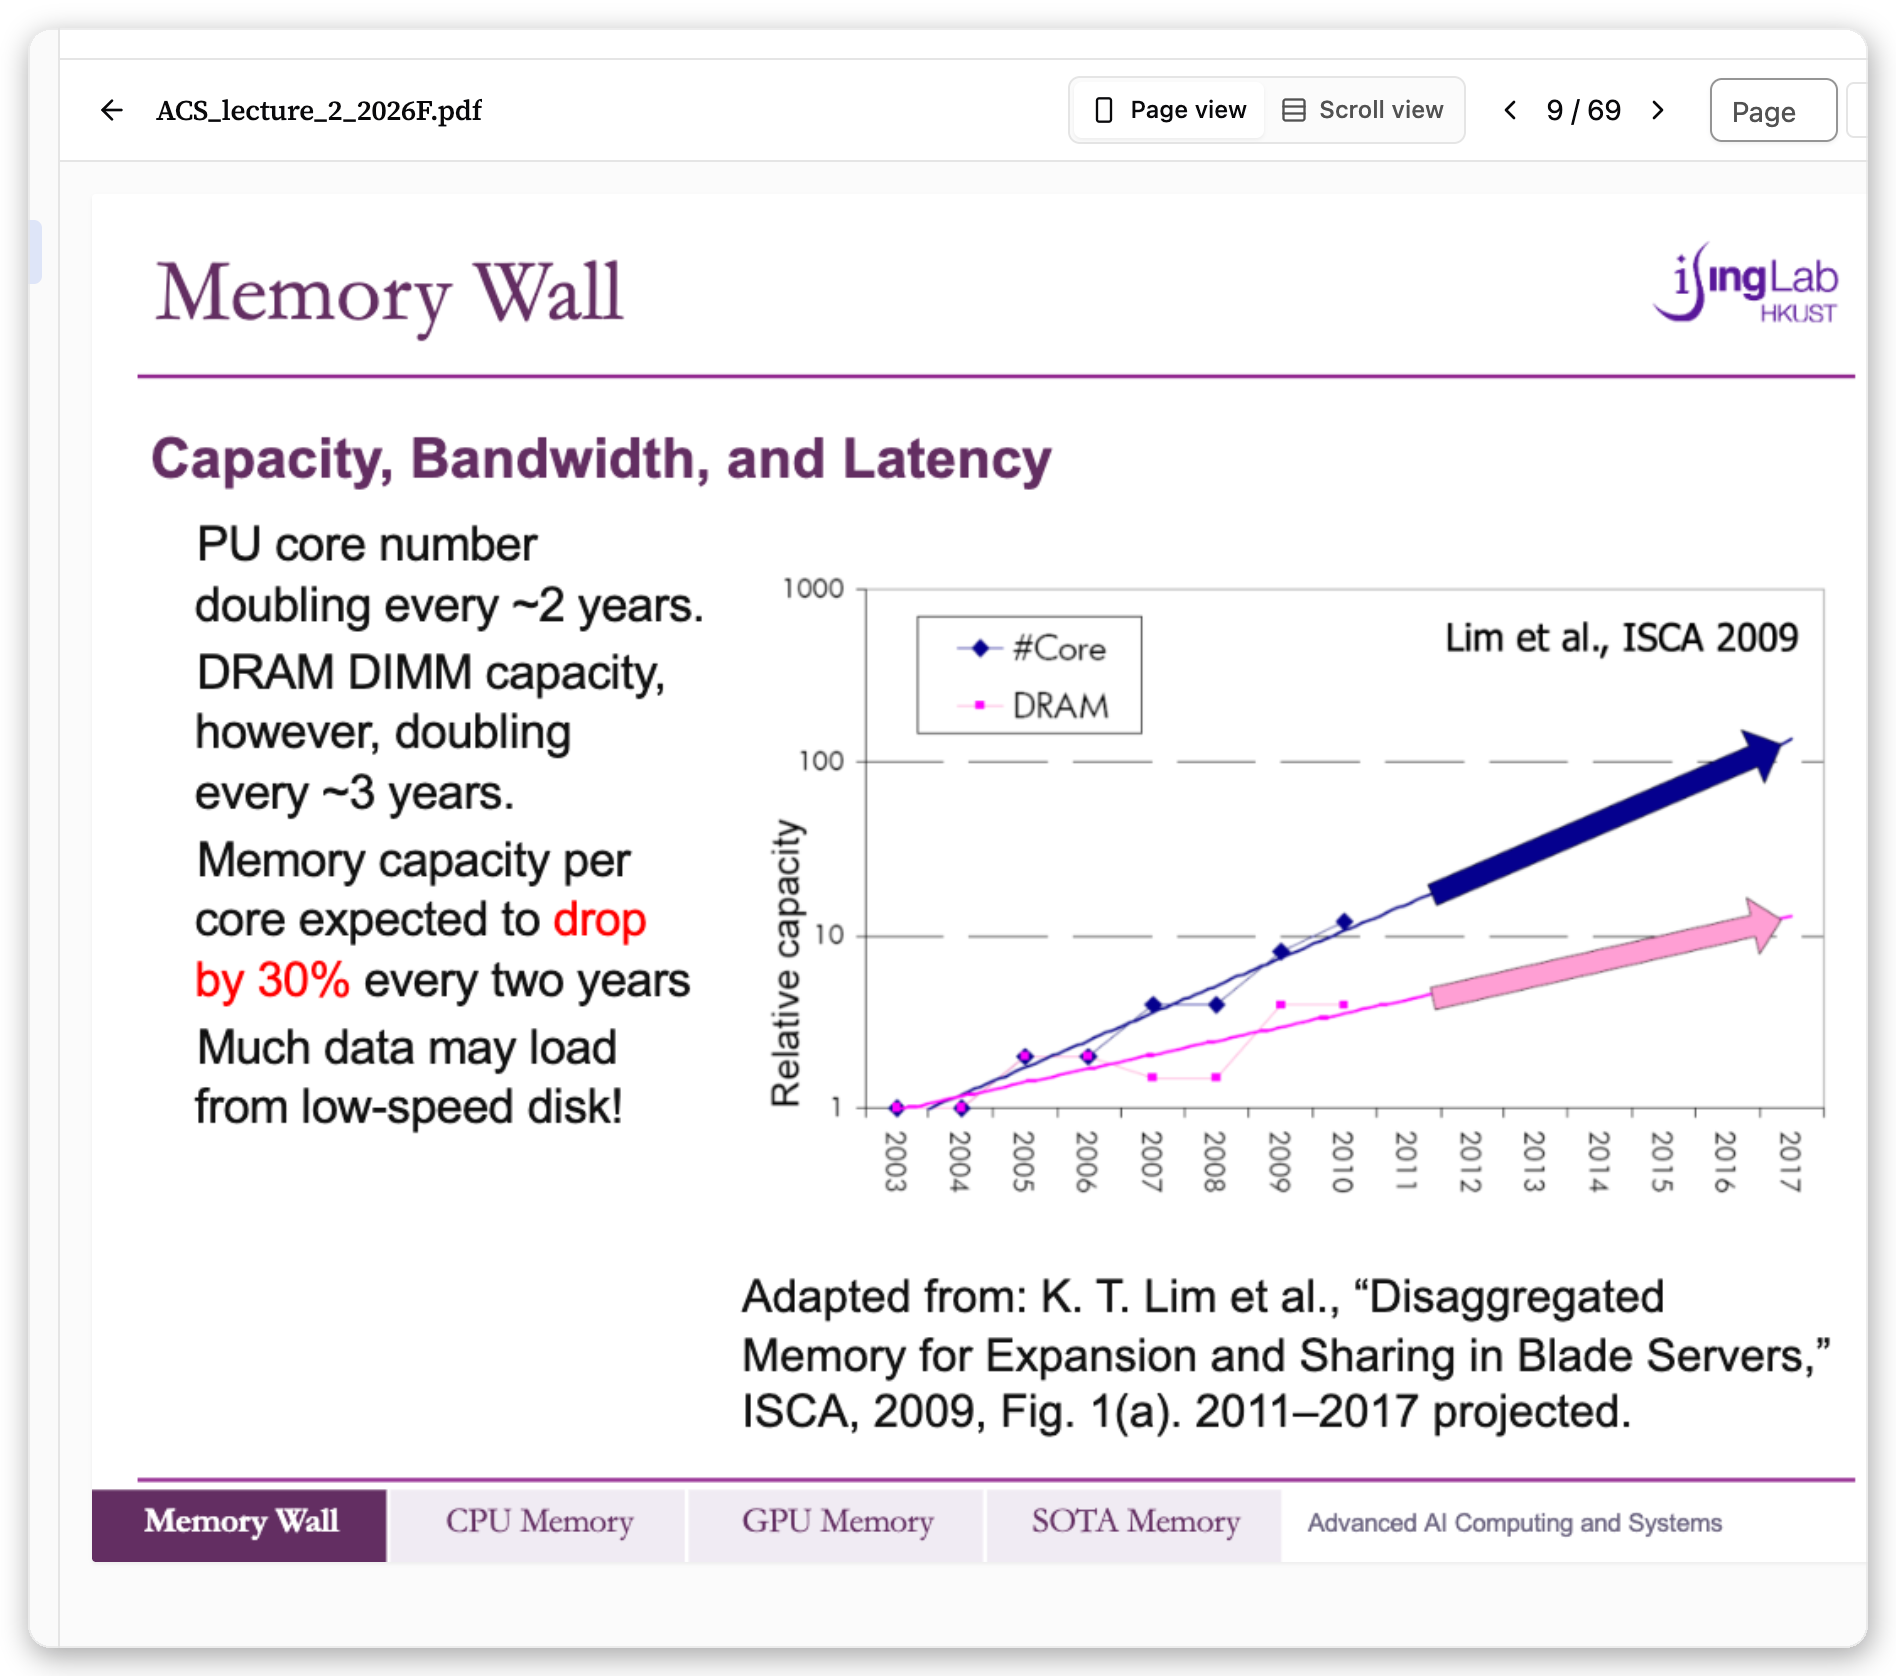 ACS_lecture_2_2026F.pdf
Page view
Scroll view
9 / 69
Page
Memory Wall
isingLab
HKUST
Capacity, Bandwidth, and Latency
PU core number
doubling every ~2 years.
DRAM DIMM capacity,
however, doubling
every ~3 years.
Memory capacity per
core expected to drop
by 30% every two years
Much data may load
from low-speed disk!
1000
100
10
1
Relative capacity
#Core
DRAM
Lim et al., ISCA 2009
2003
2004
2005
2006
2007
2008
2009
2010
2011
2012
2013
2014
2015
2016
2017
Adapted from: K. T. Lim et al., “Disaggregated
Memory for Expansion and Sharing in Blade Servers,”
ISCA, 2009, Fig. 1(a). 2011–2017 projected.
Memory Wall
CPU Memory
GPU Memory
SOTA Memory
Advanced AI Computing and Systems